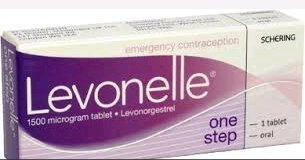 emergency contraception
SCHERING
Levonelle®
1500 microgram tablet • Levonorgestrel
one
step
1 tablet
oral